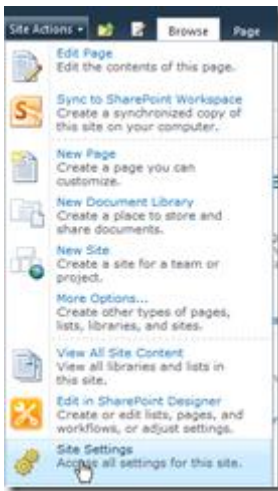 Site Actions
Browse
Page
Edit Page
Edit the contents of this page.
Sync to SharePoint Workspace
Create a synchronized copy of
this site on your computer.
New Page
Create a page you can
customize.
New Document Library
Create a place to store and
share documents.
New Site
Create a site for a team or
project.
More Options...
Create other types of pages,
lists, libraries, and sites.
View All Site Content
View all libraries and lists in
this site.
Edit in SharePoint Designer
Create or edit lists, pages, and
workflows, or adjust settings.
Site Settings
Access all settings for this site.